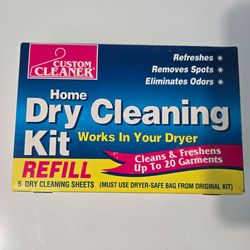 CUSTOM
CLEANER®
Refreshes *
Removes Spots *
Eliminates Odors *
Home
Dry Cleaning
Kit
Works In Your Dryer
REFILL
Cleans & Freshens
Up To 20 Garments
5 DRY CLEANING SHEETS (MUST USE DRYER-SAFE BAG FROM ORIGINAL KIT)